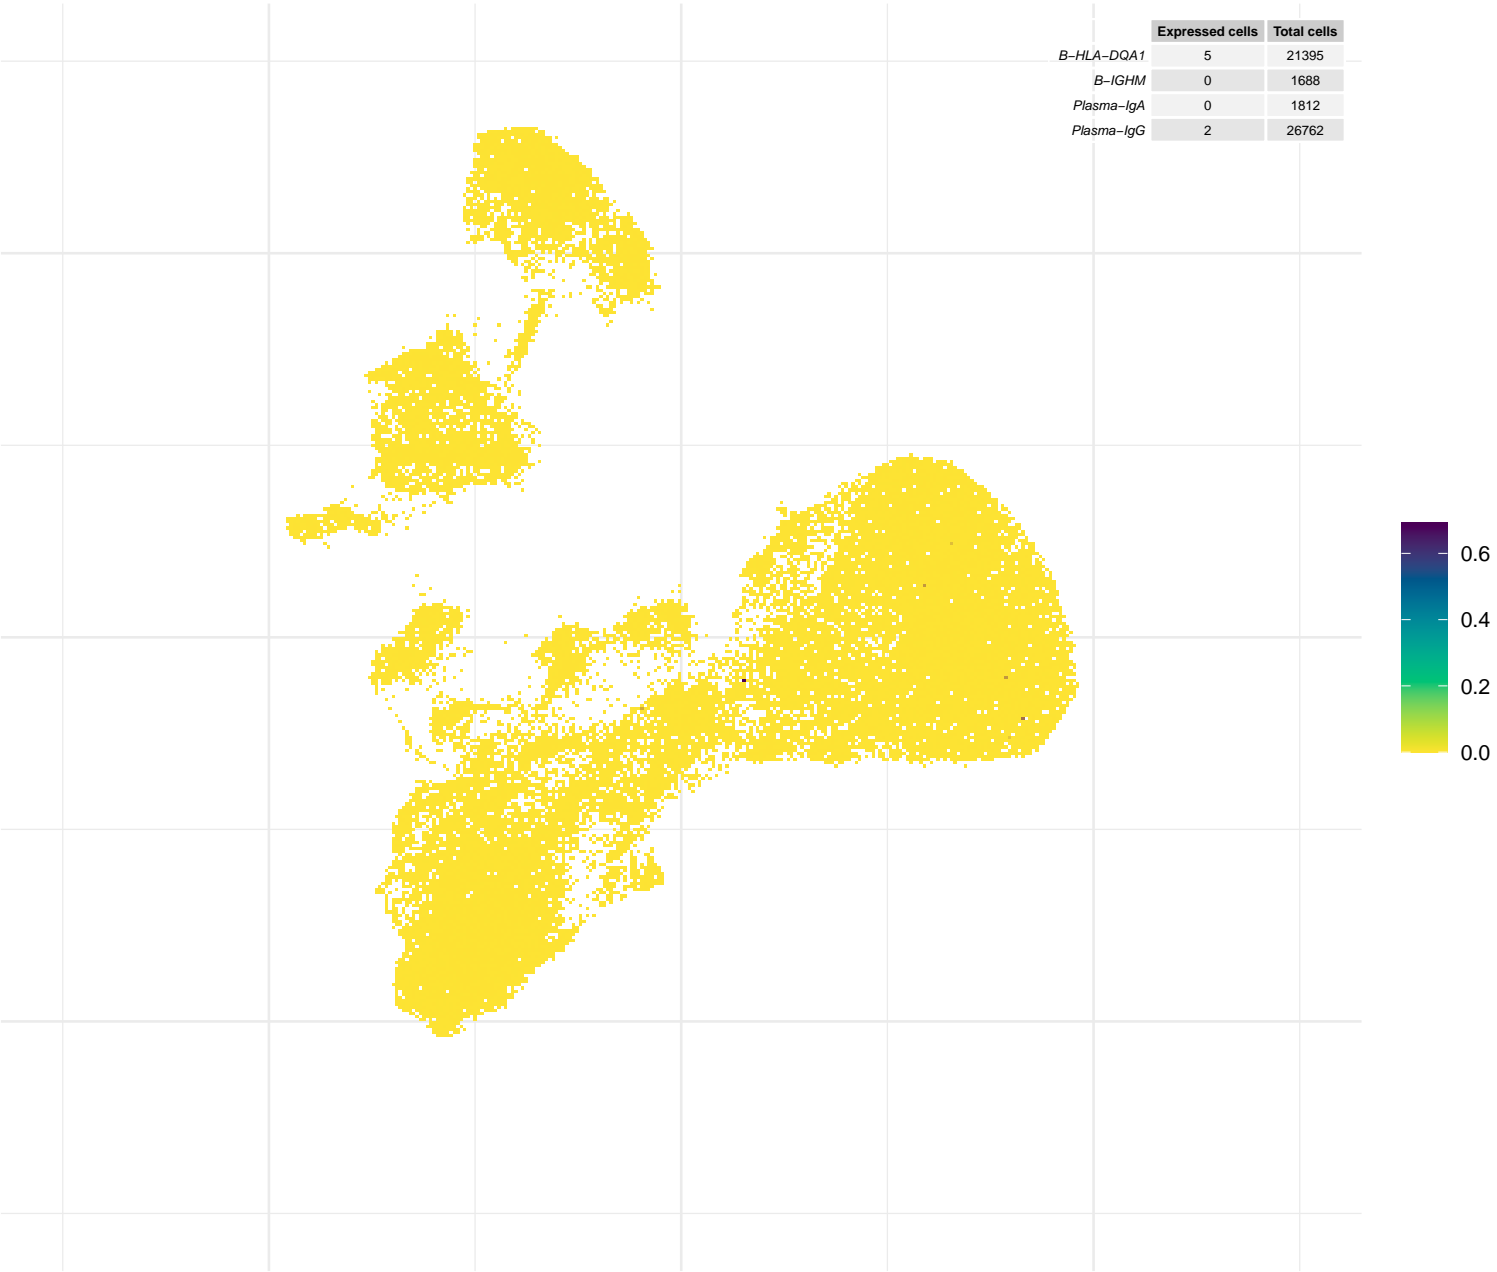 Expressed cells Total cells
B−HLA−DQA1 5 21395
B−IGHM 0 1688
Plasma−IgA 0 1812
Plasma−IgG 2 26762
0.6
0.4
0.2
0.0